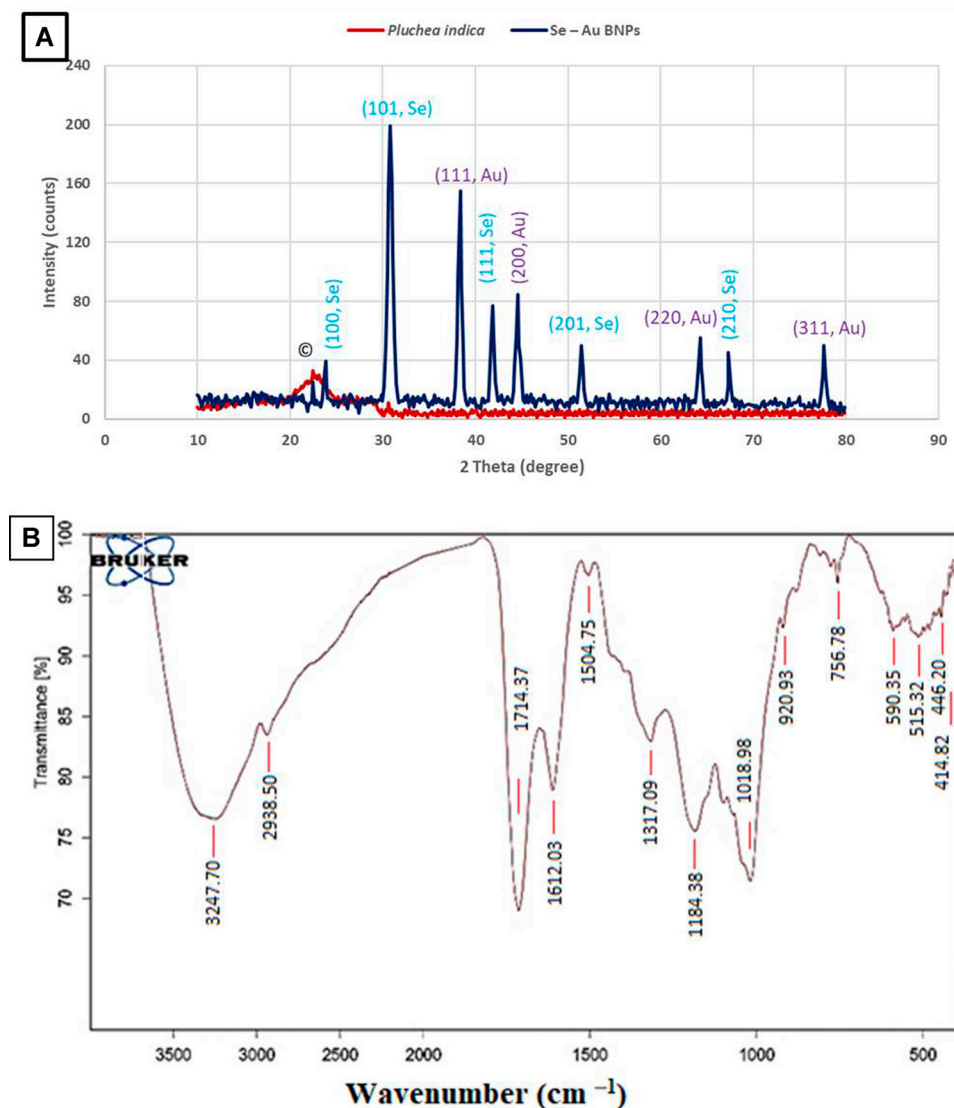 A
Pluchea indica
Se – Au BNPs
240
200
160
120
80
40
0
Intensity (counts)
(101, Se)
(111, Au)
(111, Se)
(200, Au)
©
(100, Se)
(201, Se)
(220, Au)
(210, Se)
(311, Au)
0 10 20 30 40 50 60 70 80 90
2 Theta (degree)
B
BRUKER
100
95
90
85
80
75
70
Transmittance [%]
3247.70
2938.50
1714.37
1612.03
1504.75
1317.09
1184.38
1018.98
920.93
756.78
590.35
515.32
446.20
414.82
3500 3000 2500 2000 1500 1000 500
Wavenumber (cm –1)